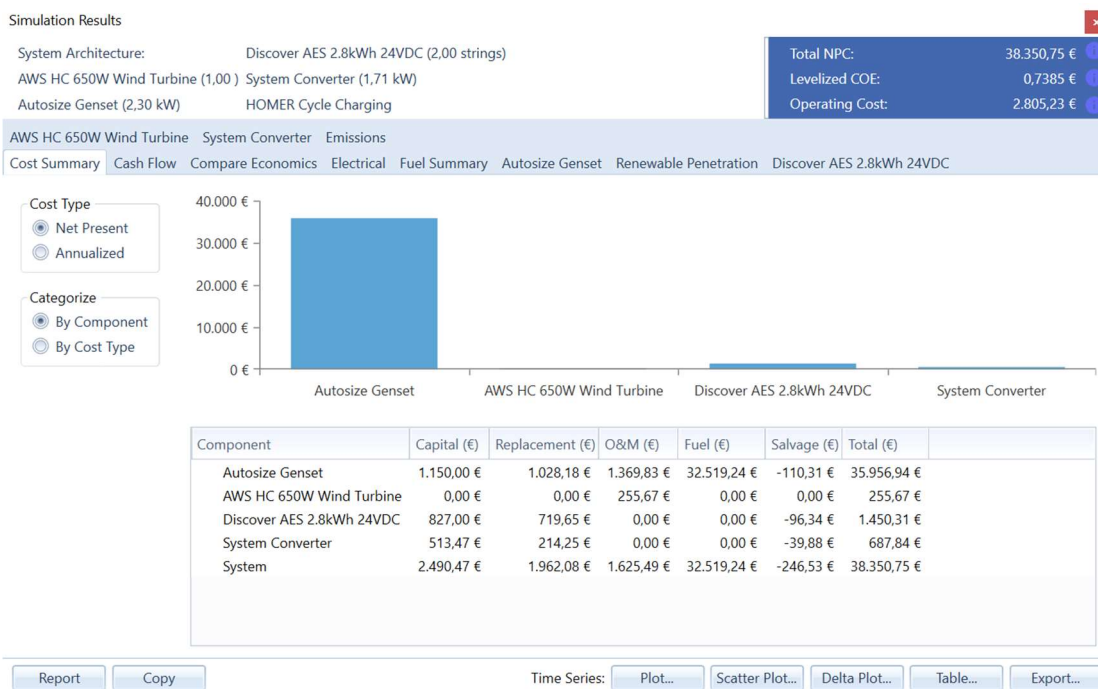 Simulation Results
System Architecture: Discover AES 2.8kWh 24VDC (2,00 strings)
AWS HC 650W Wind Turbine (1,00 ) System Converter (1,71 kW)
Autosize Genset (2,30 kW) HOMER Cycle Charging
Total NPC: 38.350,75 €
Levelized COE: 0,7385 €
Operating Cost: 2.805,23 €
AWS HC 650W Wind Turbine System Converter Emissions
Cost Summary Cash Flow Compare Economics Electrical Fuel Summary Autosize Genset Renewable Penetration Discover AES 2.8kWh 24VDC
Cost Type
Net Present
Annualized
Categorize
By Component
By Cost Type
40.000 €
30.000 €
20.000 €
10.000 €
0 €
Autosize Genset AWS HC 650W Wind Turbine Discover AES 2.8kWh 24VDC System Converter
Component Capital (€) Replacement (€) O&M (€) Fuel (€) Salvage (€) Total (€)
Autosize Genset 1.150,00 € 1.028,18 € 1.369,83 € 32.519,24 € -110,31 € 35.956,94 €
AWS HC 650W Wind Turbine 0,00 € 0,00 € 255,67 € 0,00 € 0,00 € 255,67 €
Discover AES 2.8kWh 24VDC 827,00 € 719,65 € 0,00 € 0,00 € -96,34 € 1.450,31 €
System Converter 513,47 € 214,25 € 0,00 € 0,00 € -39,88 € 687,84 €
System 2.490,47 € 1.962,08 € 1.625,49 € 32.519,24 € -246,53 € 38.350,75 €
Report Copy Time Series: Plot... Scatter Plot... Delta Plot... Table... Export...